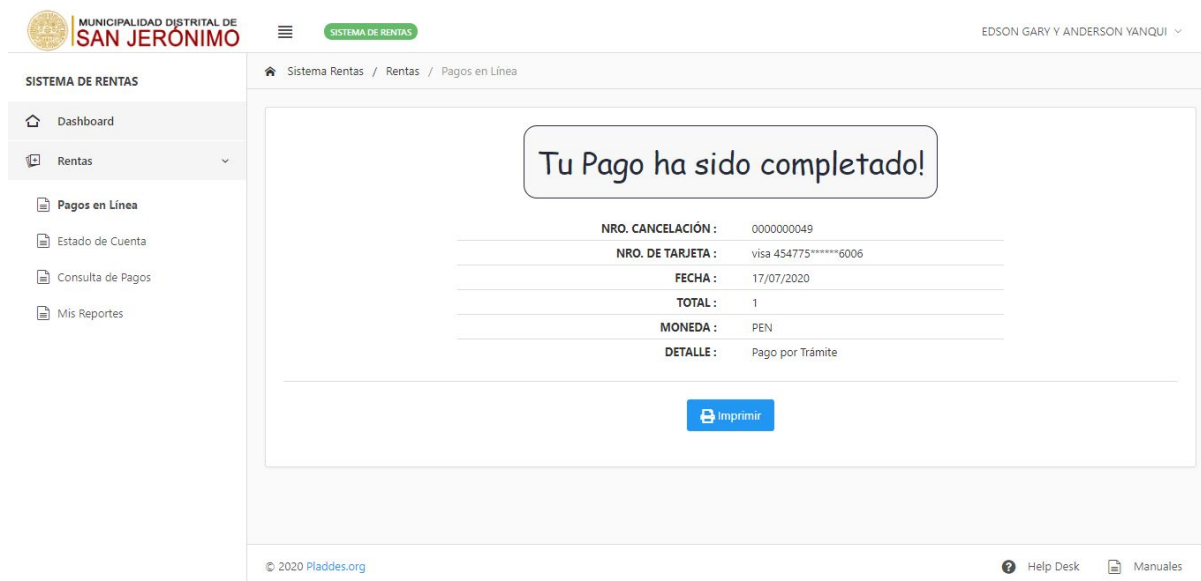 MUNICIPALIDAD DISTRITAL DE
SAN JERÓNIMO
SISTEMA DE RENTAS
EDSON GARY Y ANDERSON YANQUI
SISTEMA DE RENTAS
Sistema Rentas / Rentas / Pagos en Línea
Dashboard
Rentas
Pagos en Línea
Estado de Cuenta
Consulta de Pagos
Mis Reportes
Tu Pago ha sido completado!
NRO. CANCELACIÓN : 0000000049
NRO. DE TARJETA : visa 454775******6006
FECHA : 17/07/2020
TOTAL : 1
MONEDA : PEN
DETALLE : Pago por Trámite
Imprimir
© 2020 Pladdes.org
Help Desk
Manuales